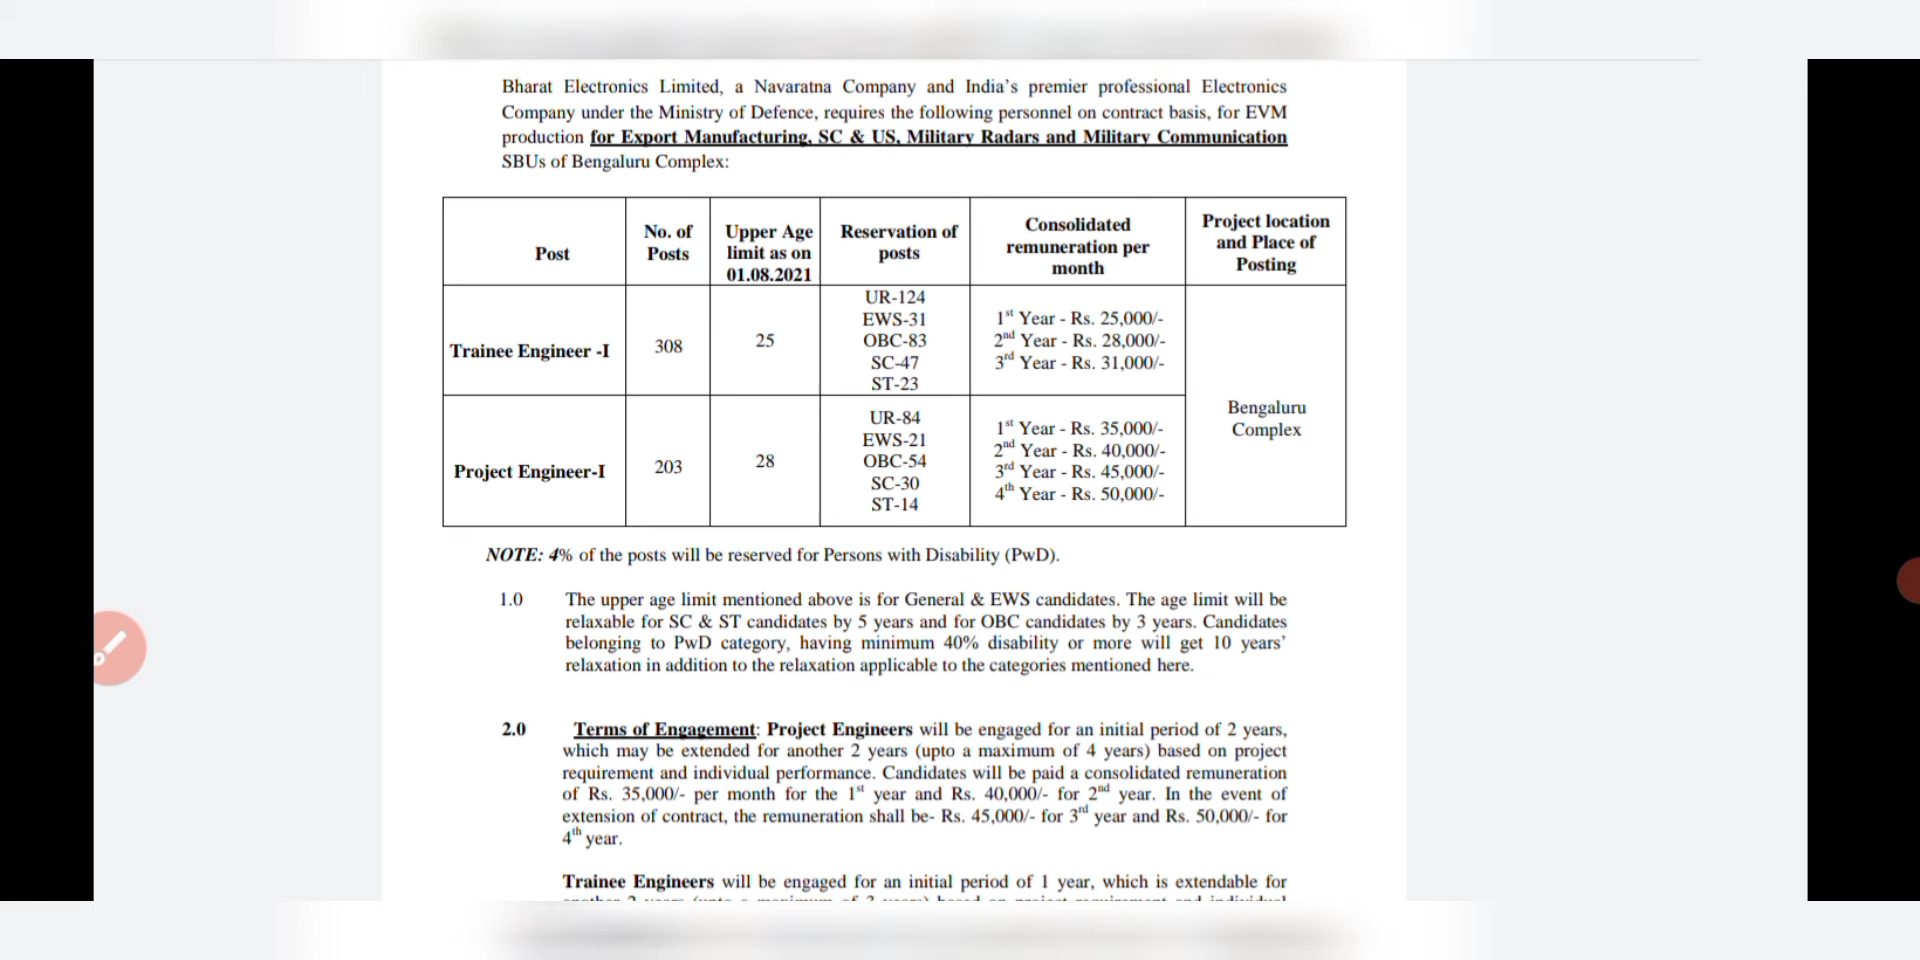 Bharat Electronics Limited, a Navaratna Company and India's premier professional Electronics
Company under the Ministry of Defence, requires the following personnel on contract basis, for EVM
production for Export Manufacturing, SC & US, Military Radars and Military Communication
SBUs of Bengaluru Complex:
Post
No. of
Posts
Upper Age
limit as on
01.08.2021
Reservation of
posts
Consolidated
remuneration per
month
Project location
and Place of
Posting
Trainee Engineer -I
308
25
UR-124
EWS-31
OBC-83
SC-47
ST-23
1st Year - Rs. 25,000/-
2nd Year - Rs. 28,000/-
3rd Year - Rs. 31,000/-
Bengaluru
Complex
Project Engineer-I
203
28
UR-84
EWS-21
OBC-54
SC-30
ST-14
1st Year - Rs. 35,000/-
2nd Year - Rs. 40,000/-
3rd Year - Rs. 45,000/-
4th Year - Rs. 50,000/-
NOTE: 4% of the posts will be reserved for Persons with Disability (PwD).
1.0 The upper age limit mentioned above is for General & EWS candidates. The age limit will be
relaxable for SC & ST candidates by 5 years and for OBC candidates by 3 years. Candidates
belonging to PwD category, having minimum 40% disability or more will get 10 years'
relaxation in addition to the relaxation applicable to the categories mentioned here.
2.0 Terms of Engagement: Project Engineers will be engaged for an initial period of 2 years,
which may be extended for another 2 years (upto a maximum of 4 years) based on project
requirement and individual performance. Candidates will be paid a consolidated remuneration
of Rs. 35,000/- per month for the 1st year and Rs. 40,000/- for 2nd year. In the event of
extension of contract, the remuneration shall be- Rs. 45,000/- for 3rd year and Rs. 50,000/- for
4th year.
Trainee Engineers will be engaged for an initial period of 1 year, which is extendable for